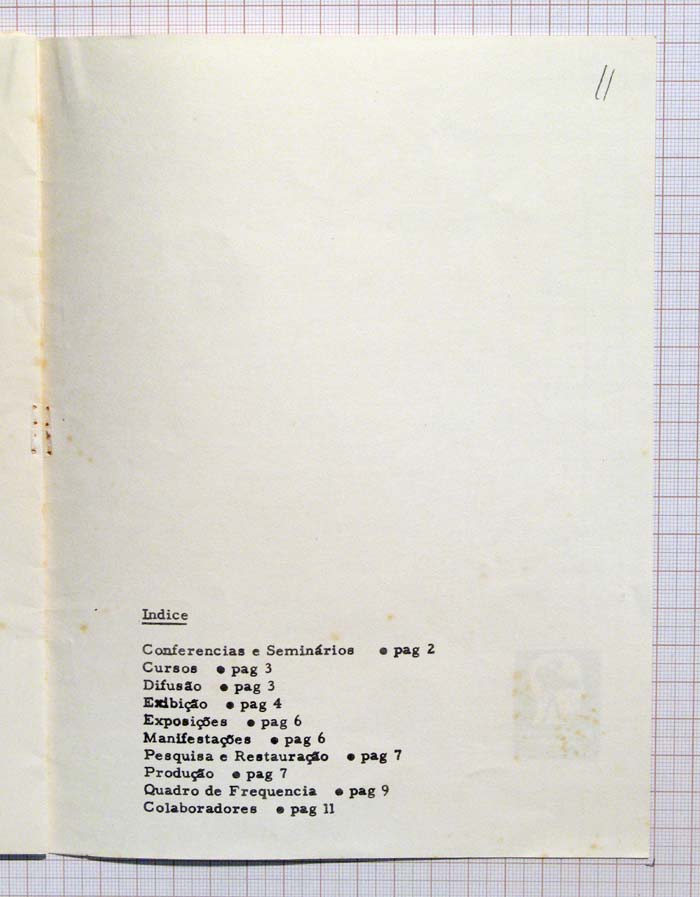 11
Indice
Conferencias e Seminários ● pag 2
Cursos ● pag 3
Difusão ● pag 3
Exibição ● pag 4
Exposições ● pag 6
Manifestações ● pag 6
Pesquisa e Restauração ● pag 7
Produção ● pag 7
Quadro de Frequencia ● pag 9
Colaboradores ● pag 11